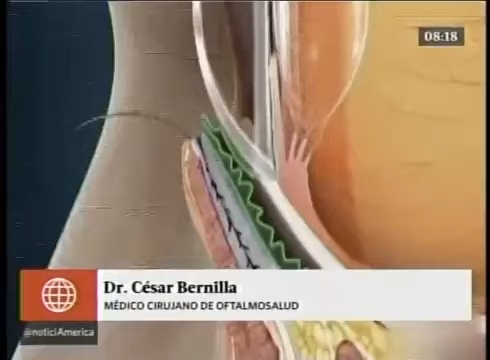 08:18
Dr. César Bernilla
MÉDICO CIRUJANO DE OFTALMOSALUD
@noticiAmerica